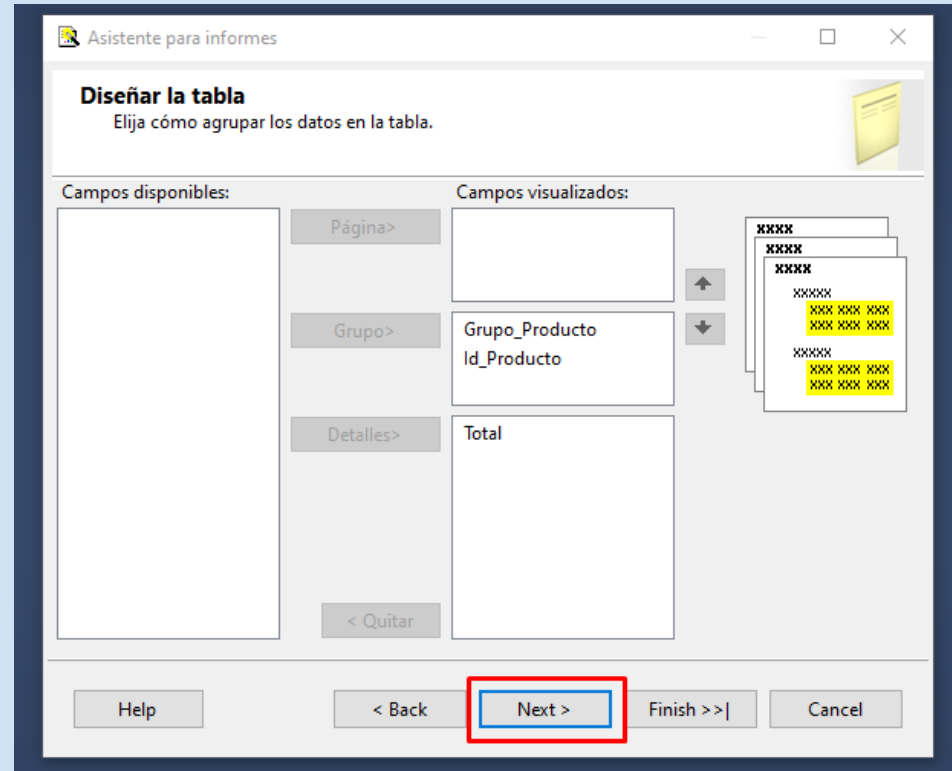 Asistente para informes
Diseñar la tabla
Elija cómo agrupar los datos en la tabla.
Campos disponibles:
Campos visualizados:
Página>
Grupo>
Grupo_Producto
Id_Producto
Detalles>
Total
< Quitar
xxxx
xxxx
xxxx
xxxxx
xxx xxx xxx
xxx xxx xxx
xxxxx
xxx xxx xxx
xxx xxx xxx
Help
< Back
Next >
Finish >>|
Cancel